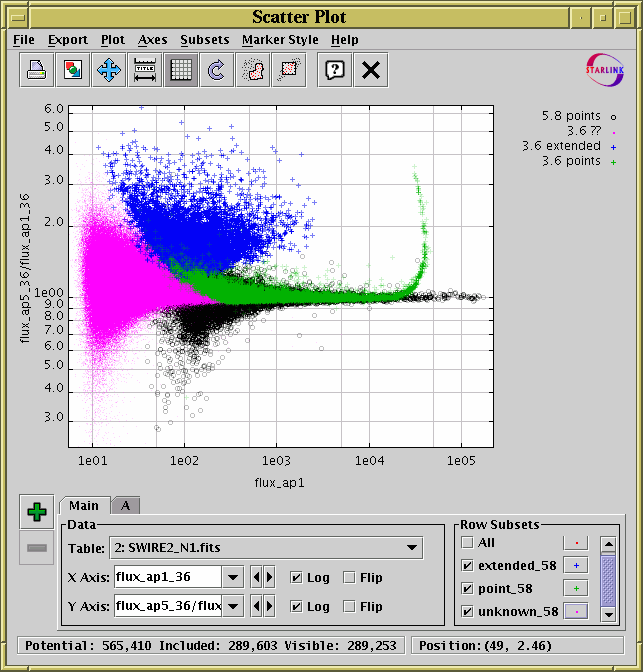 Scatter Plot
File Export Plot Axes Subsets Marker Style Help
TITLE
STARLINK
5.8 points
3.6 ??
3.6 extended
3.6 points
6.0
5.0
4.0
3.0
2.0
1e00
9.0
8.0
7.0
6.0
5.0
4.0
3.0
flux_ap5_36/flux_ap1_36
1e01 1e02 1e03 1e04 1e05
flux_ap1
Main A
Data
Table: 2: SWIRE2_N1.fits
X Axis: flux_ap1_36 Log Flip
Y Axis: flux_ap5_36/flux Log Flip
Row Subsets
All
extended_58
point_58
unknown_58
Potential: 565,410 Included: 289,603 Visible: 289,253
Position:(49, 2.46)